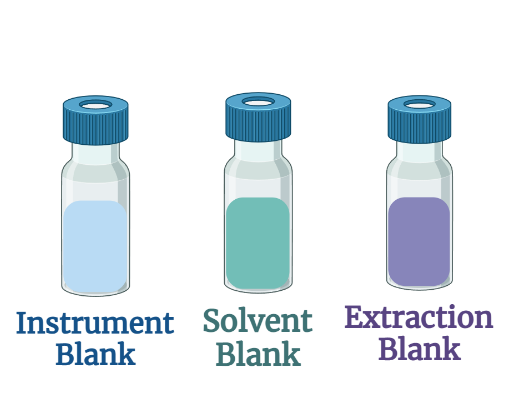 Instrument
Blank
Solvent
Blank
Extraction
Blank